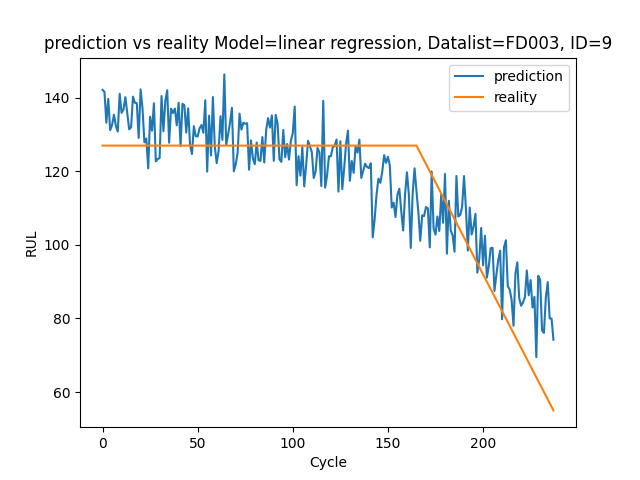 prediction vs reality Model=linear regression, Datalist=FD003, ID=9
prediction
reality
RUL
140
120
100
80
60
0 50 100 150 200
Cycle